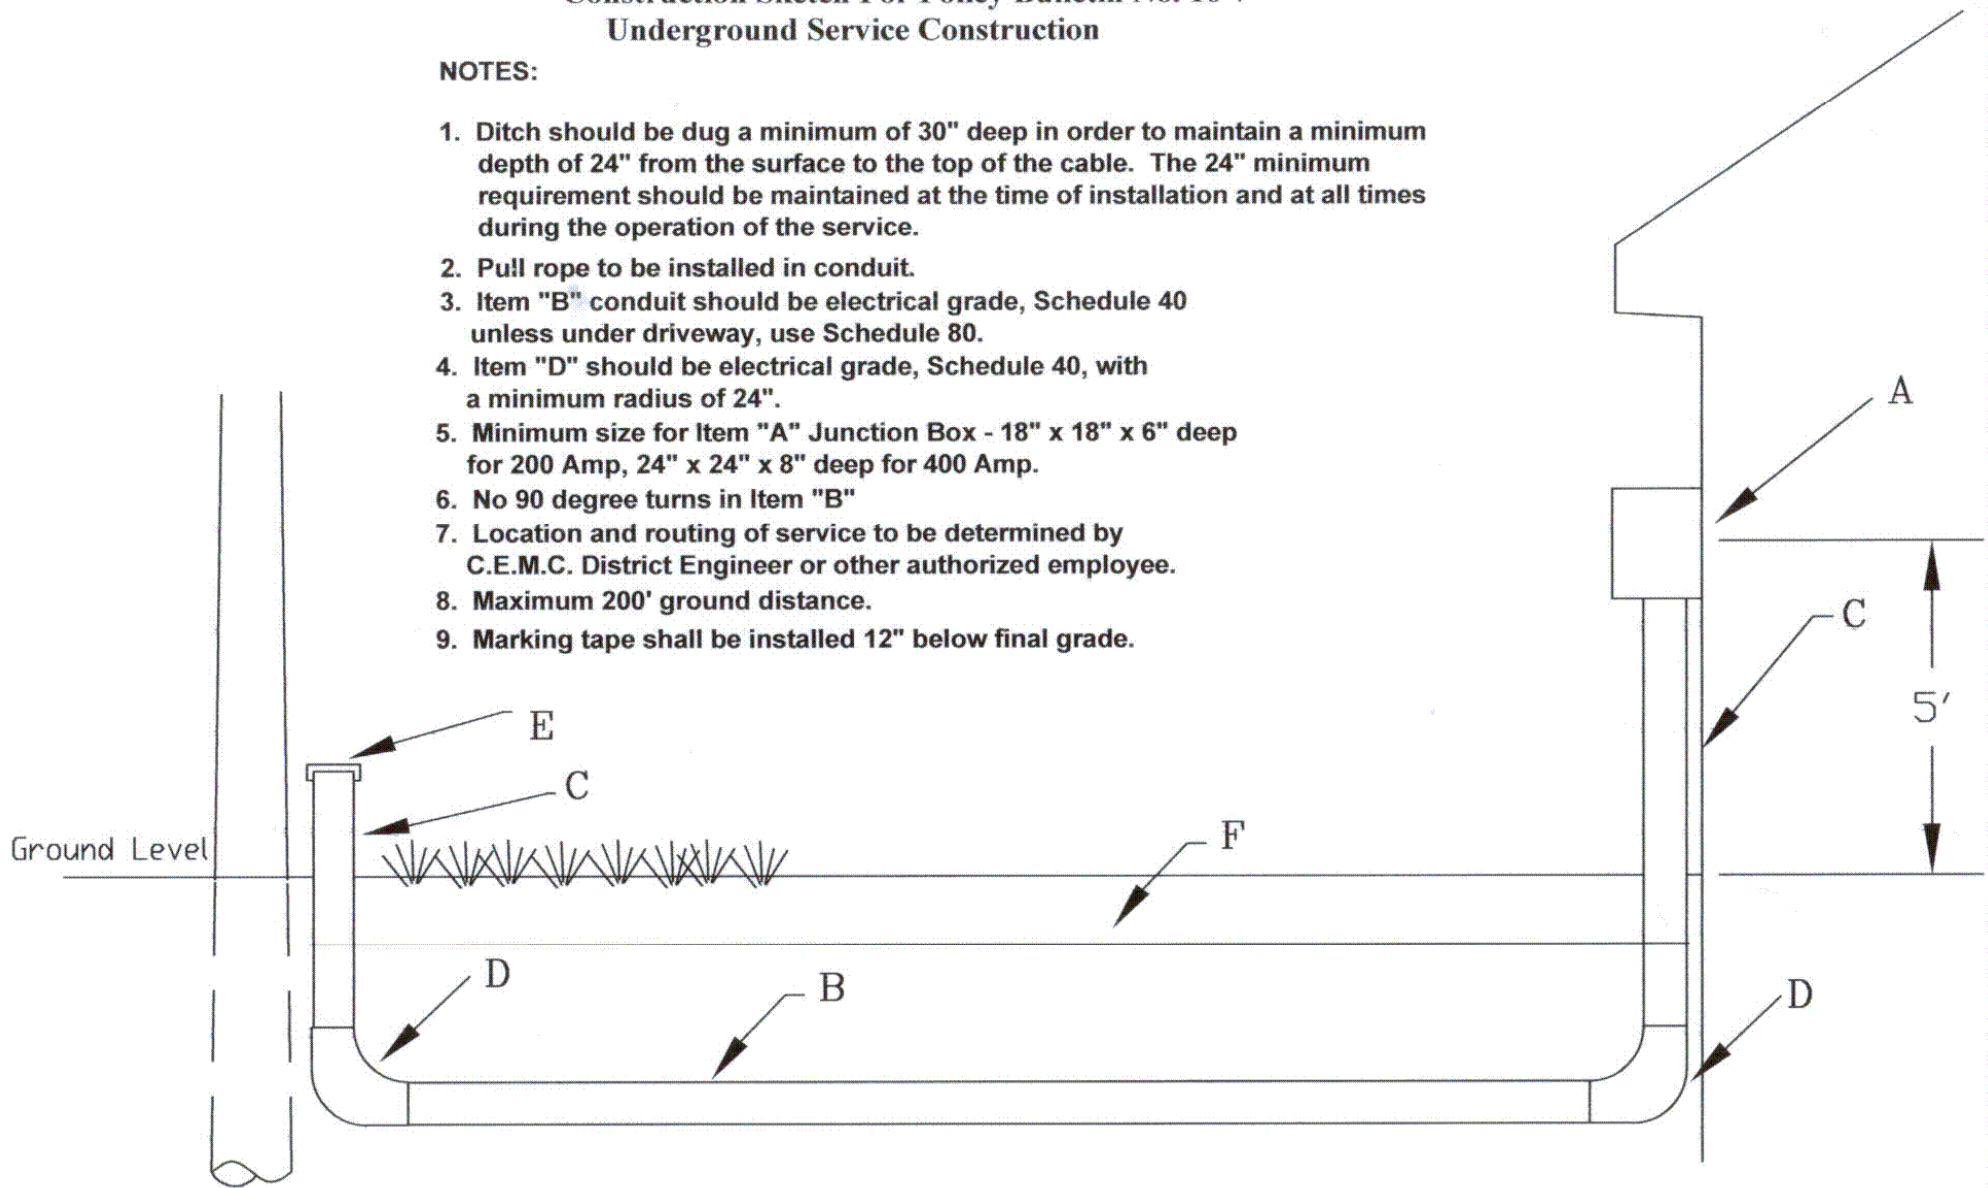 Underground Service Construction
NOTES:
1. Ditch should be dug a minimum of 30" deep in order to maintain a minimum
depth of 24" from the surface to the top of the cable. The 24" minimum
requirement should be maintained at the time of installation and at all times
during the operation of the service.
2. Pull rope to be installed in conduit.
3. Item "B" conduit should be electrical grade, Schedule 40
unless under driveway, use Schedule 80.
4. Item "D" should be electrical grade, Schedule 40, with
a minimum radius of 24".
5. Minimum size for Item "A" Junction Box - 18" x 18" x 6" deep
for 200 Amp, 24" x 24" x 8" deep for 400 Amp.
6. No 90 degree turns in Item "B"
7. Location and routing of service to be determined by
C.E.M.C. District Engineer or other authorized employee.
8. Maximum 200' ground distance.
9. Marking tape shall be installed 12" below final grade.
A
C
5'
E
C
Ground Level
F
D
B
D